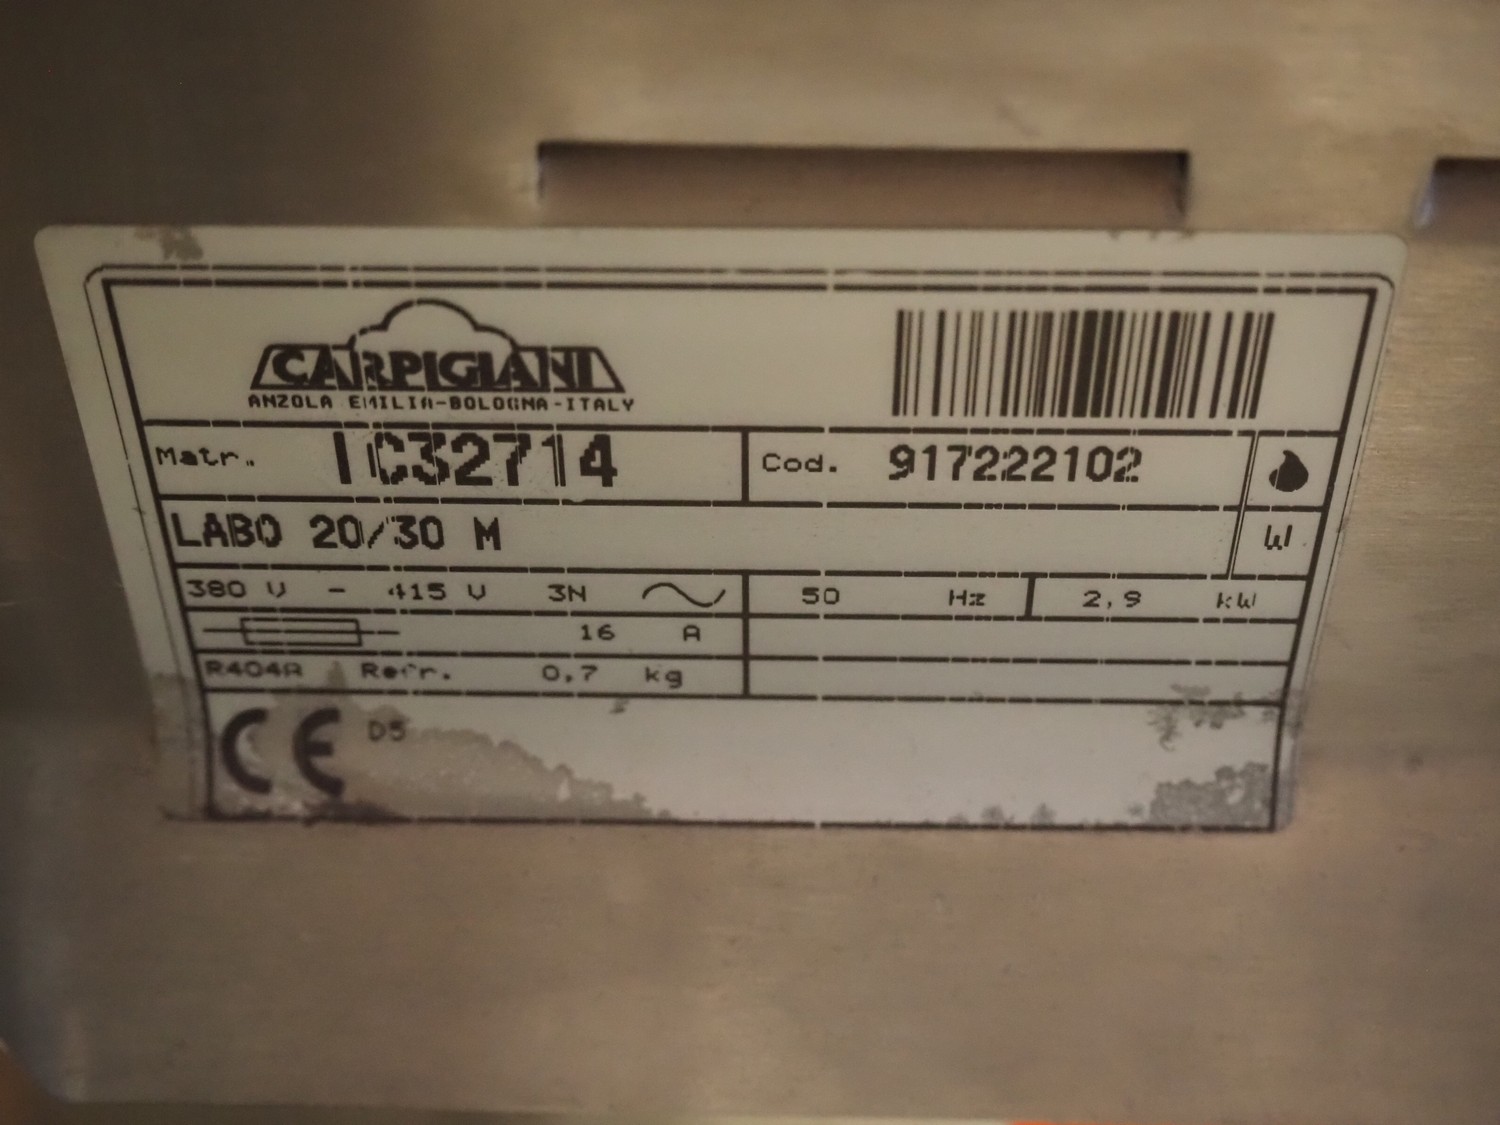 CARPIGIANI
ANZOLA EMILIA-BOLOGNA-ITALY
Matr. IC32714 Cod. 917222102
LABO 20/30 M W
380 V - 415 V 3N 50 Hz 2,9 kW
16 A
R404A Refr. 0,7 kg
CE D5